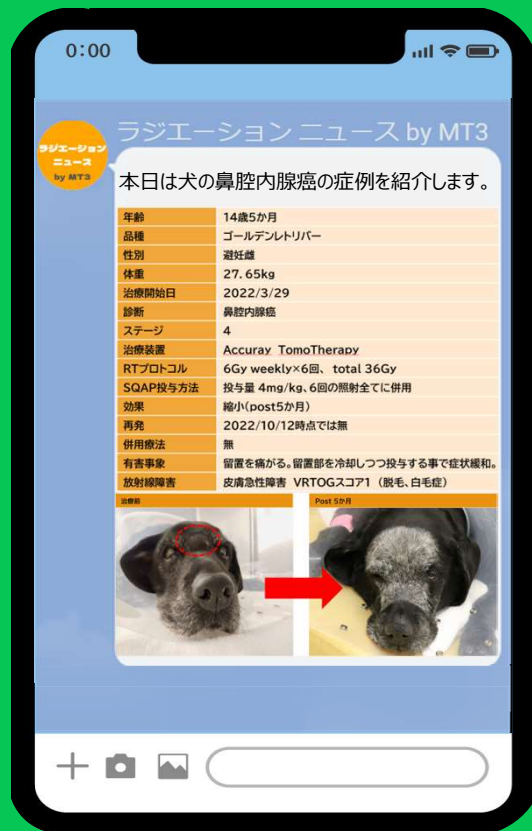 0:00
ラジエーション ニュース by MT3
ラジエーション
ニュース
by MT3
本日は犬の鼻腔内腺癌の症例を紹介します。
年齢 14歳5か月
品種 ゴールデンレトリバー
性別 避妊雌
体重 27.65kg
治療開始日 2022/3/29
診断 鼻腔内腺癌
ステージ 4
治療装置 Accuray TomoTherapy
RTプロトコル 6Gy weekly×6回、 total 36Gy
SQAP投与方法 投与量 4mg/kg、6回の照射全てに併用
効果 縮小(post5か月)
再発 2022/10/12時点では無
併用療法 無
有害事象 留置を痛がる。留置部を冷却しつつ投与する事で症状緩和。
放射線障害 皮膚急性障害 VRTOGスコア1 (脱毛、白毛症)
治療前 Post 5か月